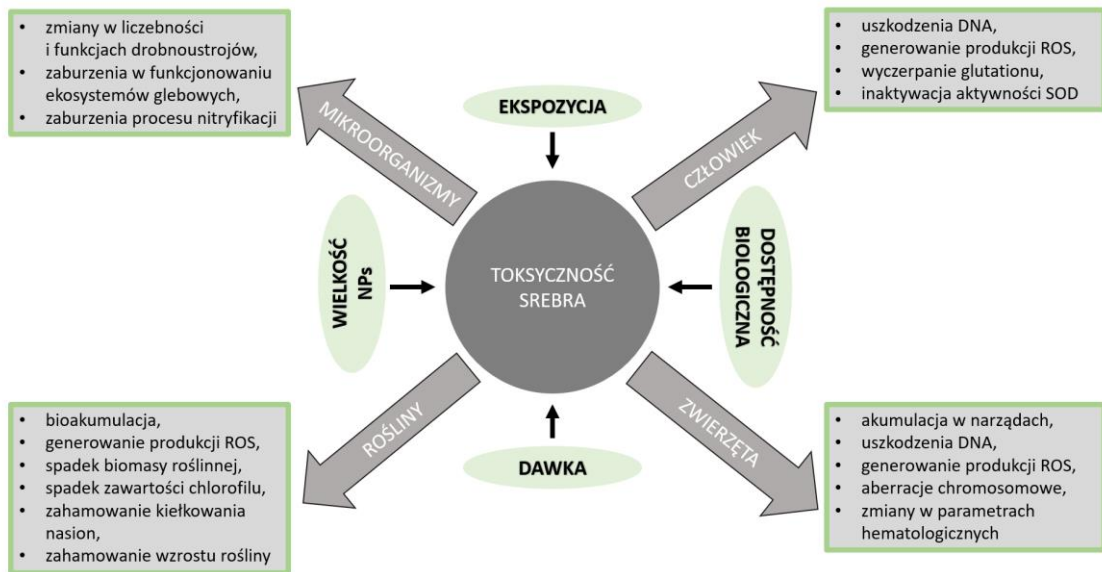 • zmiany w liczebności
i funkcjach drobnoustrojów,
• zaburzenia w funkcjonowaniu
ekosystemów glebowych,
• zaburzenia procesu nitryfikacji
MIKROORGANIZMY
EKSPOZYCJA
CZŁOWIEK
• uszkodzenia DNA,
• generowanie produkcji ROS,
• wyczerpanie glutationu,
• inaktywacja aktywności SOD
WIELKOŚĆ
NPs
TOKSYCZNOŚĆ
SREBRA
DOSTĘPNOŚĆ
BIOLOGICZNA
• bioakumulacja,
• generowanie produkcji ROS,
• spadek biomasy roślinnej,
• spadek zawartości chlorofilu,
• zahamowanie kiełkowania
nasion,
• zahamowanie wzrostu rośliny
ROŚLINY
DAWKA
ZWIERZĘTA
• akumulacja w narządach,
• uszkodzenia DNA,
• generowanie produkcji ROS,
• aberracje chromosomowe,
• zmiany w parametrach
hematologicznych